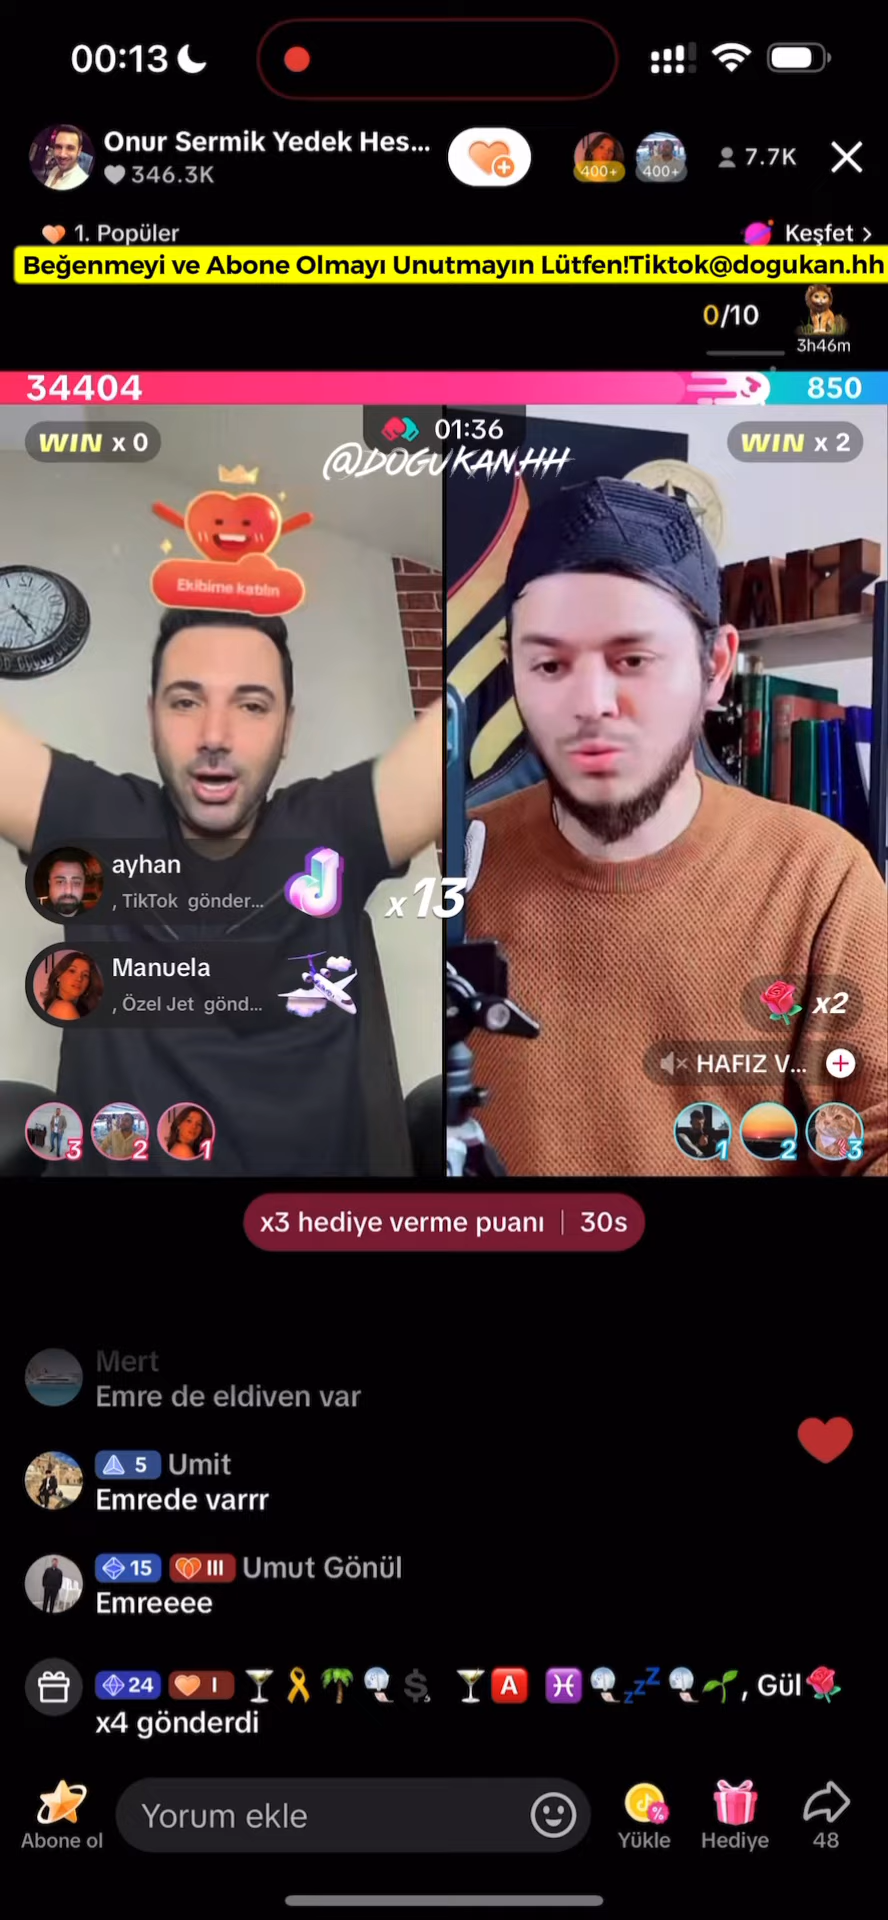 00:13
Onur Sermik Yedek Hes...
346.3K
400+
400+
7.7K
1. Popüler
Keşfet >
Beğenmeyi ve Abone Olmayı Unutmayın Lütfen!Tiktok@dogukan.hh
0/10
3h46m
34404
850
WIN x 0
01:36
WIN x 2
@DOGUKAN.HH
Ekibime katılın
ayhan
, TikTok gönder...
x13
Manuela
, Özel Jet gönd...
x2
HAFIZ V...
3
2
1
1
2
3
x3 hediye verme puanı | 30s
Mert
Emre de eldiven var
5 Umit
Emrede varrr
15 III Umut Gönül
Emreeee
24 I 🍸🎗️🌴💲🍸🅰️ ♓💤🌱, Gül🌹
x4 gönderdi
Abone ol
Yorum ekle
Yükle
Hediye
48